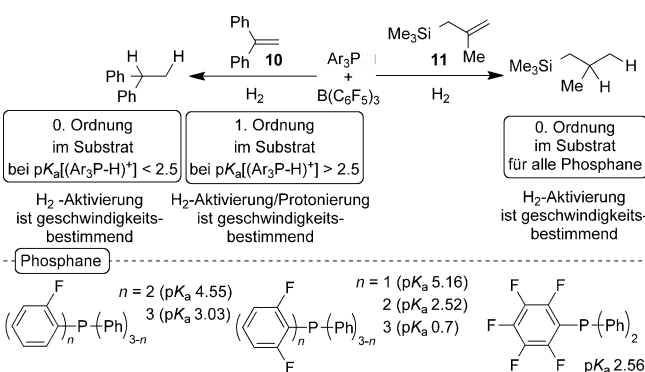 Ph
Ph
10
Me3Si
Me
11
Ar3P
+
B(C6F5)3
H2
H2
Ph
Ph
H
H
Me3Si
Me
H
H
0. Ordnung
im Substrat
bei pKa[(Ar3P-H)+] < 2.5
1. Ordnung
im Substrat
bei pKa[(Ar3P-H)+] > 2.5
0. Ordnung
im Substrat
für alle Phosphane
H2 -Aktivierung
ist geschwindigkeits-
bestimmend
H2-Aktivierung/Protonierung
ist geschwindigkeits-
bestimmend
H2-Aktivierung
ist geschwindigkeits-
bestimmend
Phosphane
F
( )n P (Ph)3-n
n = 2 (pKa 4.55)
3 (pKa 3.03)
F
F
( )n P (Ph)3-n
n = 1 (pKa 5.16)
2 (pKa 2.52)
3 (pKa 0.7)
F
F
F
F
F
P (Ph)2
pKa 2.56